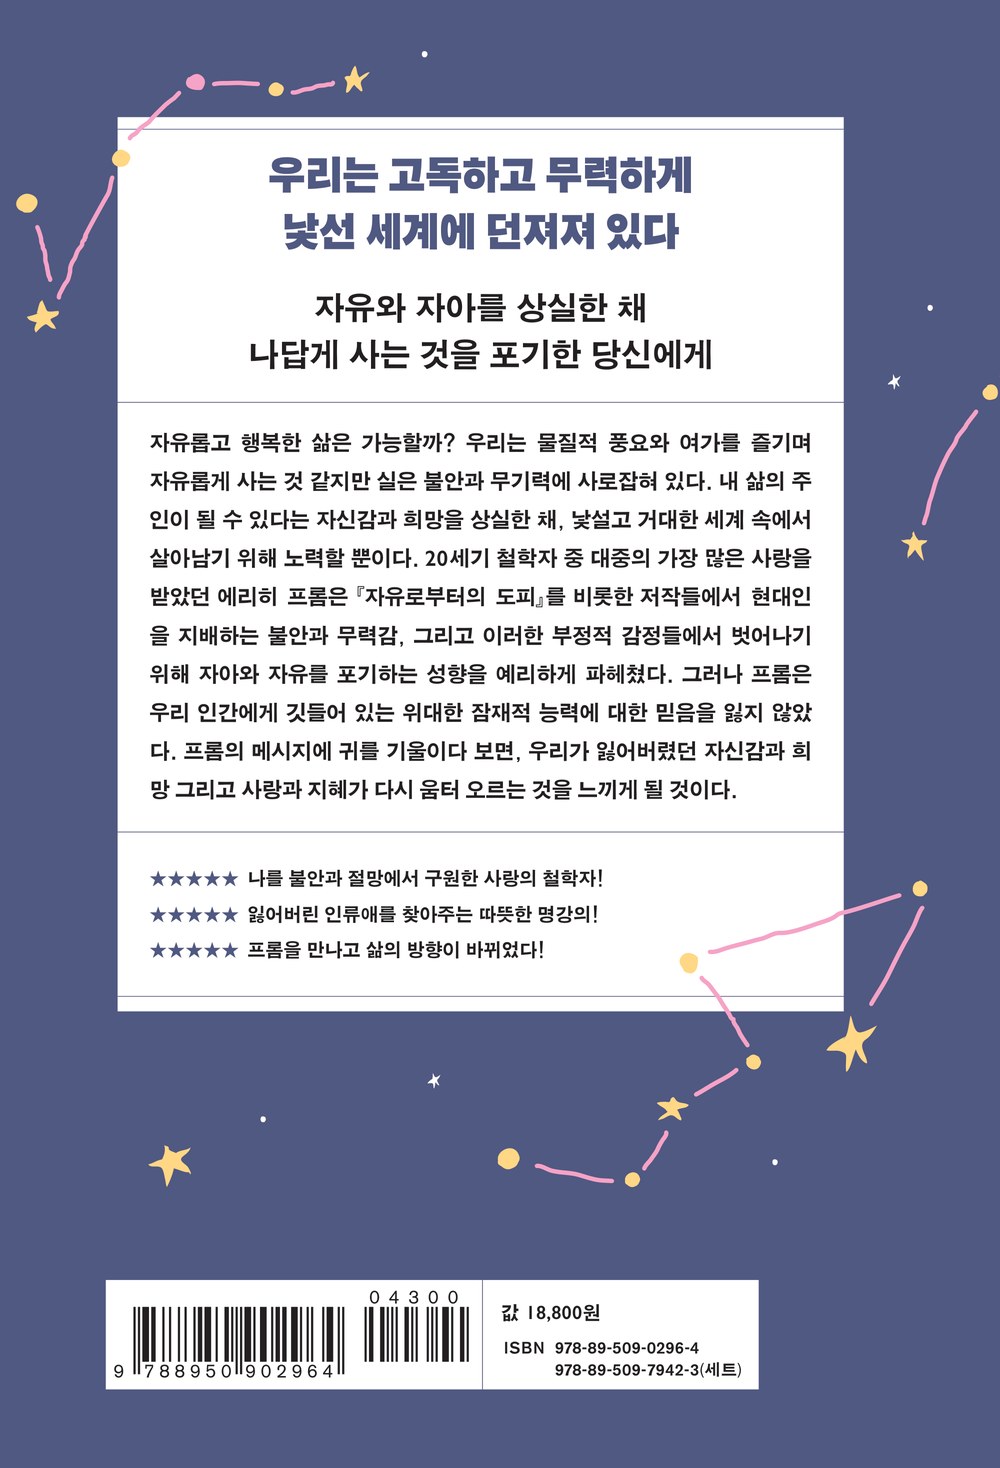 우리는 고독하고 무력하게
낯선 세계에 던져져 있다
자유와 자아를 상실한 채
나답게 사는 것을 포기한 당신에게
자유롭고 행복한 삶은 가능할까? 우리는 물질적 풍요와 여가를 즐기며
자유롭게 사는 것 같지만 실은 불안과 무기력에 사로잡혀 있다. 내 삶의 주
인이 될 수 있다는 자신감과 희망을 상실한 채, 낯설고 거대한 세계 속에서
살아남기 위해 노력할 뿐이다. 20세기 철학자 중 대중의 가장 많은 사랑을
받았던 에리히 프롬은 『자유로부터의 도피』를 비롯한 저작들에서 현대인
을 지배하는 불안과 무력감, 그리고 이러한 부정적 감정들에서 벗어나기
위해 자아와 자유를 포기하는 성향을 예리하게 파헤쳤다. 그러나 프롬은
우리 인간에게 깃들어 있는 위대한 잠재적 능력에 대한 믿음을 잃지 않았
다. 프롬의 메시지에 귀를 기울이다 보면, 우리가 잃어버렸던 자신감과 희
망 그리고 사랑과 지혜가 다시 움터 오르는 것을 느끼게 될 것이다.
★★★★★ 나를 불안과 절망에서 구원한 사랑의 철학자!
★★★★★ 잃어버린 인류애를 찾아주는 따뜻한 명강의!
★★★★★ 프롬을 만나고 삶의 방향이 바뀌었다!
04300
9 788950 902964
값 18,800원
ISBN 978-89-509-0296-4
978-89-509-7942-3(세트)